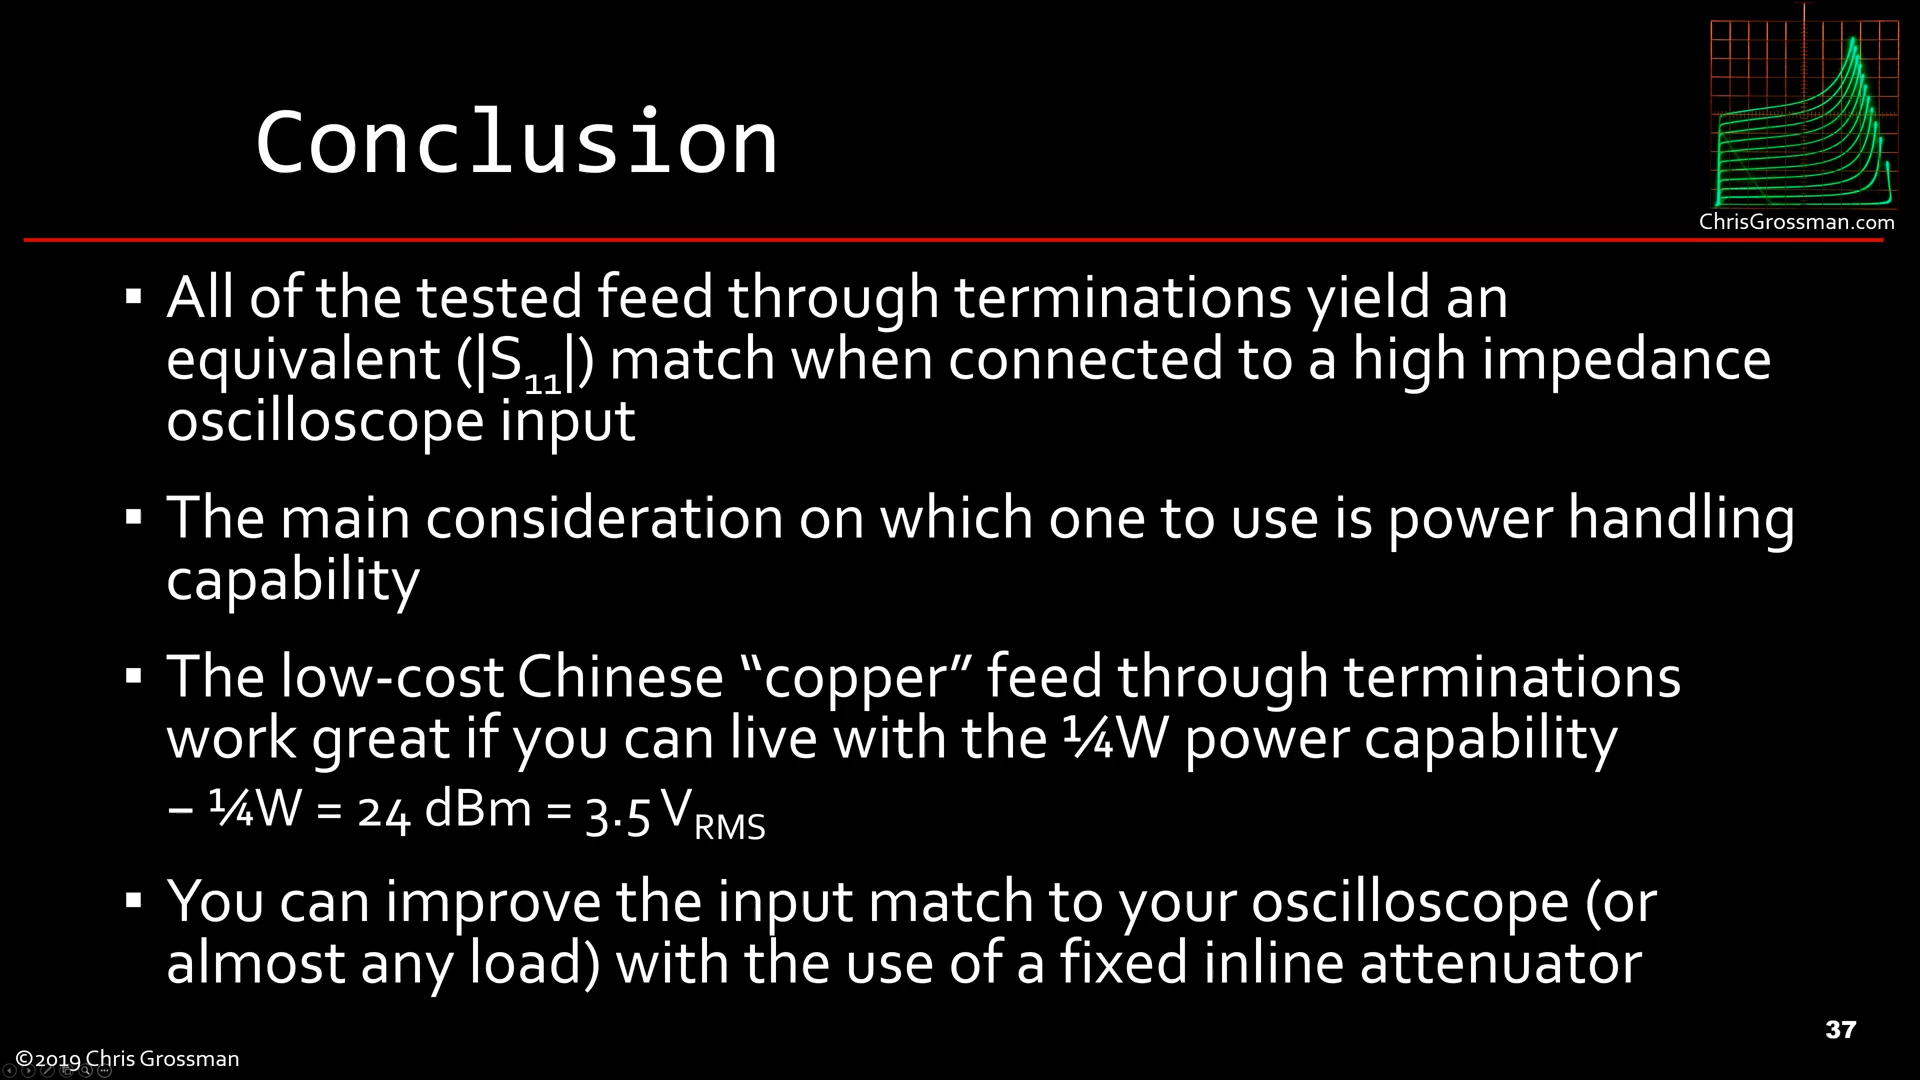 Conclusion
ChrisGrossman.com
▪ All of the tested feed through terminations yield an
equivalent (|S₁₁|) match when connected to a high impedance
oscilloscope input
▪ The main consideration on which one to use is power handling
capability
▪ The low-cost Chinese “copper” feed through terminations
work great if you can live with the ¼W power capability
– ¼W = 24 dBm = 3.5 VRMS
▪ You can improve the input match to your oscilloscope (or
almost any load) with the use of a fixed inline attenuator
37
©2019 Chris Grossman